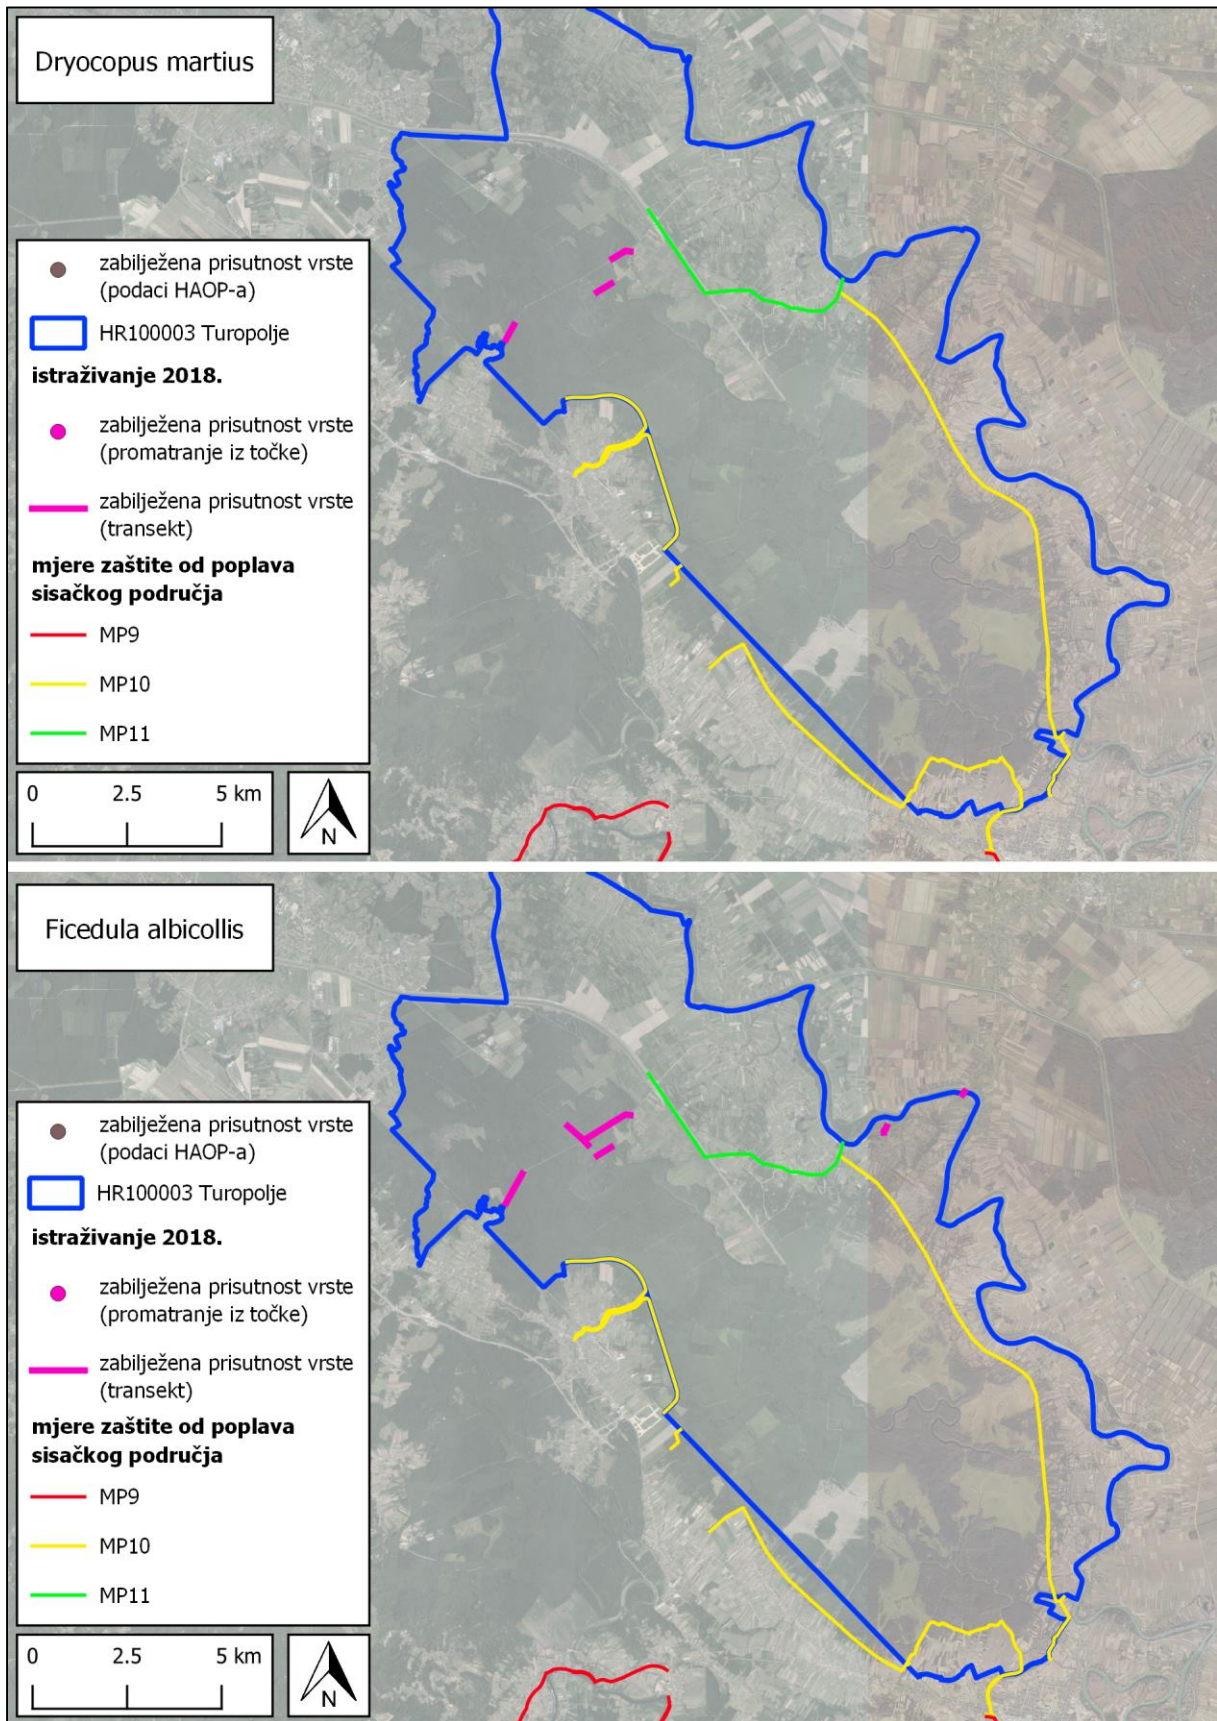 Dryocopus martius
zabilježena prisutnost vrste
(podaci HAOP-a)
HR100003 Turopolje
istraživanje 2018.
zabilježena prisutnost vrste
(promatranje iz točke)
zabilježena prisutnost vrste
(transekt)
mjere zaštite od poplava
sisačkog područja
MP9
MP10
MP11
0 2.5 5 km
N
Ficedula albicollis
zabilježena prisutnost vrste
(podaci HAOP-a)
HR100003 Turopolje
istraživanje 2018.
zabilježena prisutnost vrste
(promatranje iz točke)
zabilježena prisutnost vrste
(transekt)
mjere zaštite od poplava
sisačkog područja
MP9
MP10
MP11
0 2.5 5 km
N